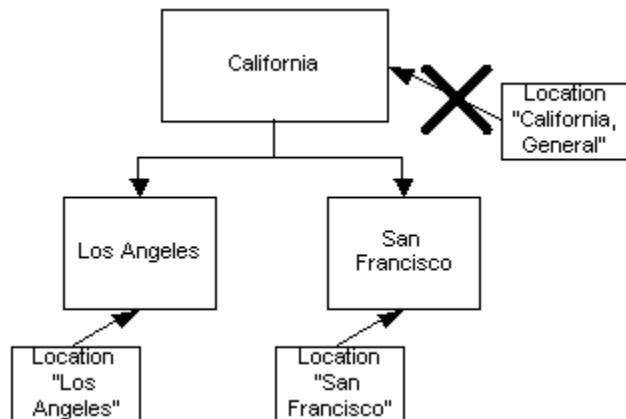 California
Location
"California,
General"
Los Angeles
San
Francisco
Location
"Los
Angeles"
Location
"San
Francisco"